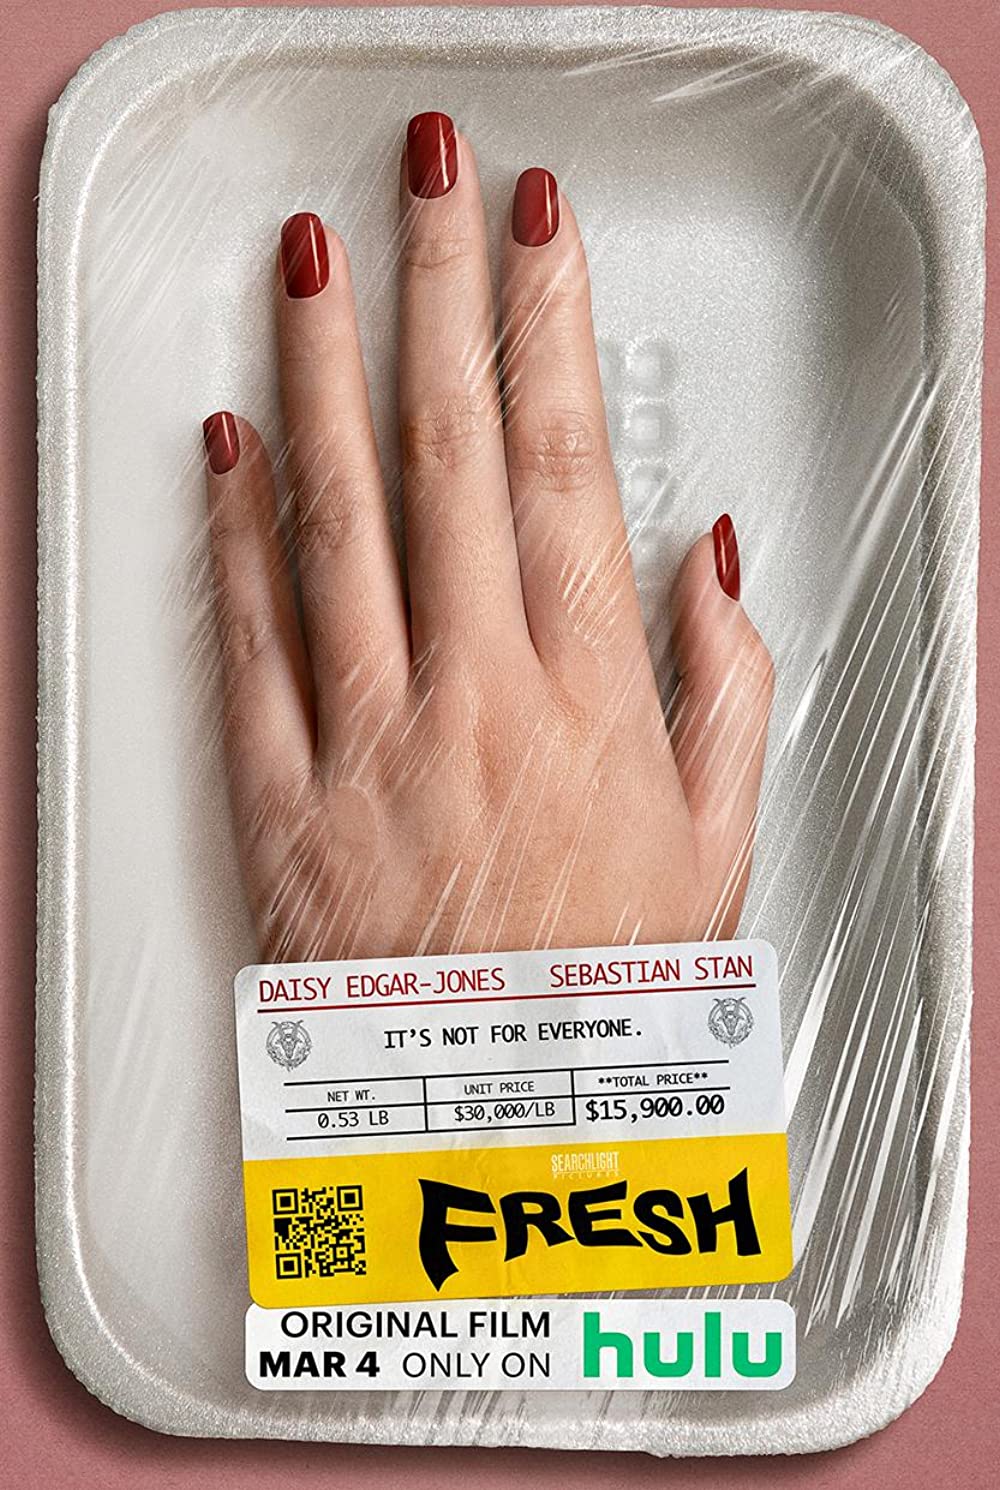 DAISY EDGAR-JONES SEBASTIAN STAN
IT'S NOT FOR EVERYONE.
NET WT. UNIT PRICE **TOTAL PRICE**
0.53 LB $30,000/LB $15,900.00
SEARCHLIGHT
PICTURES
FRESH
ORIGINAL FILM
MAR 4 ONLY ON
hulu